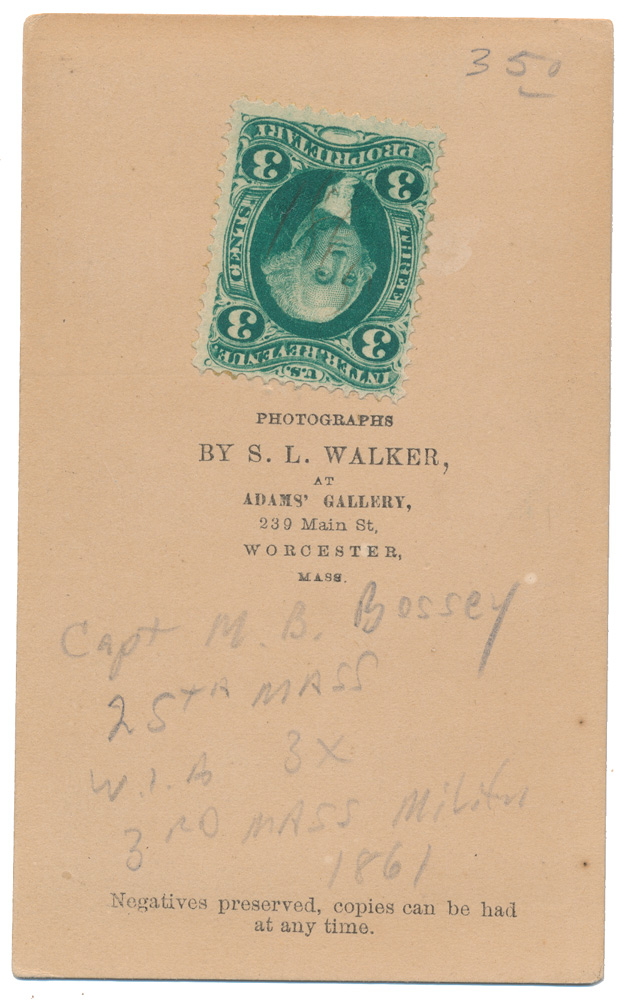 350
PROPRIETARY
3 3
THREE CENTS
3 3
U.S. INTER. REVENUE.
PHOTOGRAPHS
BY S. L. WALKER,
AT
ADAMS' GALLERY,
239 Main St,
WORCESTER,
MASS.
Capt M. B. Bossey
25TH MASS
3X
3RD MASS
1861
Negatives preserved, copies can be had
at any time.